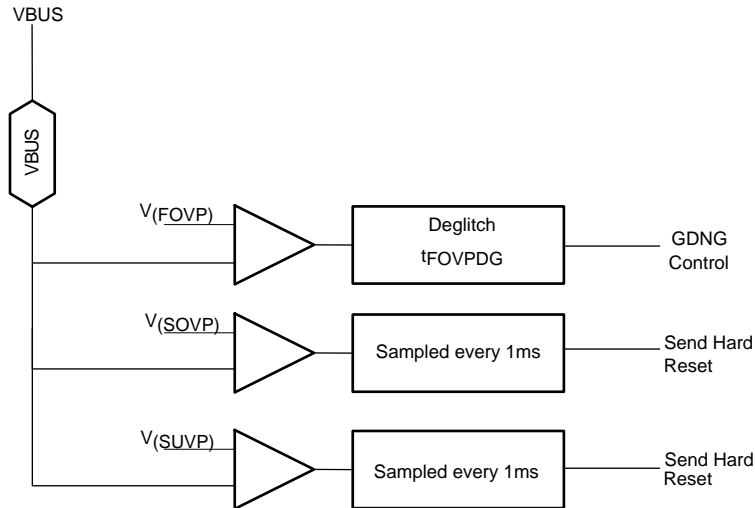 VBUS
VBUS
V(FOVP)
Deglitch
tFOVPDG
GDNG
Control
V(SOVP)
Sampled every 1ms
Send Hard
Reset
V(SUVP)
Sampled every 1ms
Send Hard
Reset